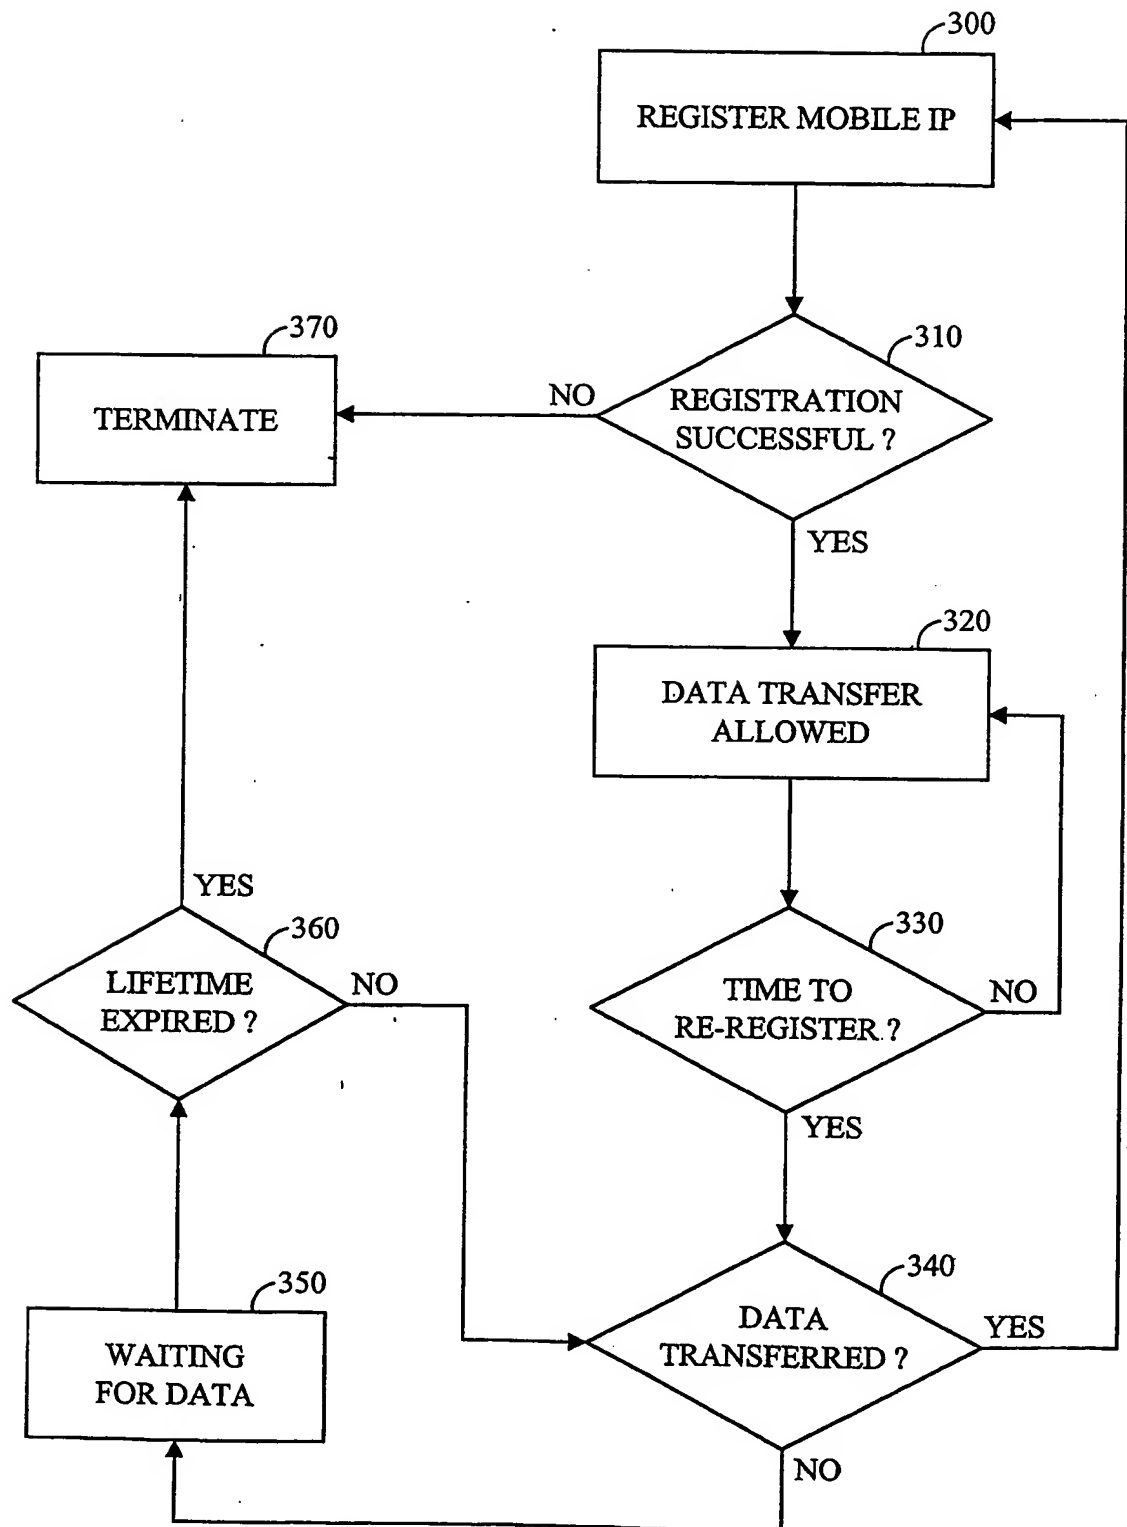 300
REGISTER MOBILE IP
310
REGISTRATION
SUCCESSFUL ?
NO
YES
370
TERMINATE
320
DATA TRANSFER
ALLOWED
330
TIME TO
RE-REGISTER ?
NO
YES
340
DATA
TRANSFERRED ?
YES
NO
350
WAITING
FOR DATA
360
LIFETIME
EXPIRED ?
NO
YES